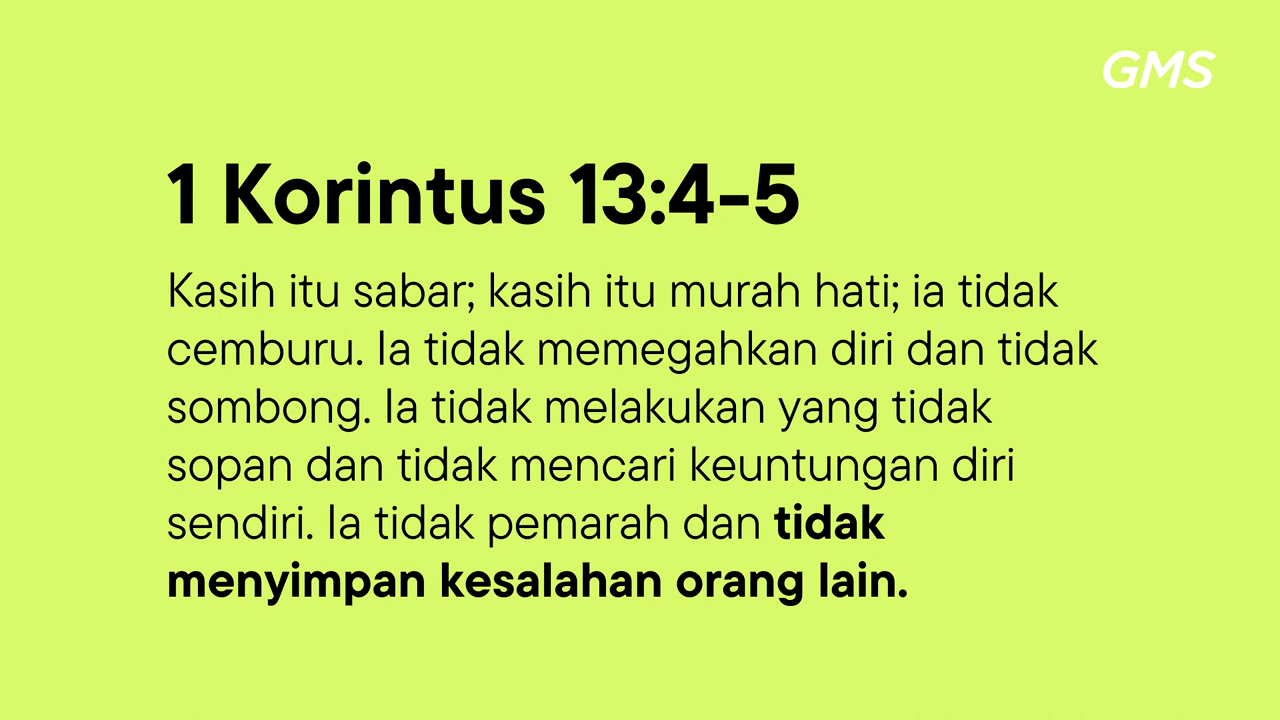 GMS
1 Korintus 13:4-5
Kasih itu sabar; kasih itu murah hati; ia tidak
cemburu. Ia tidak memegahkan diri dan tidak
sombong. Ia tidak melakukan yang tidak
sopan dan tidak mencari keuntungan diri
sendiri. Ia tidak pemarah dan tidak
menyimpan kesalahan orang lain.